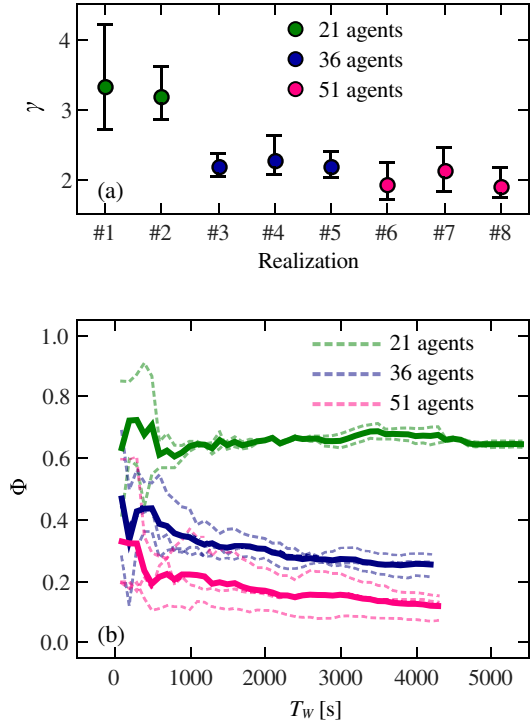 4
3
2
γ
21 agents
36 agents
51 agents
(a)
#1 #2 #3 #4 #5 #6 #7 #8
Realization
1.0
0.8
0.6
0.4
0.2
0.0
Φ
21 agents
36 agents
51 agents
(b)
0 1000 2000 3000 4000 5000
T_W [s]